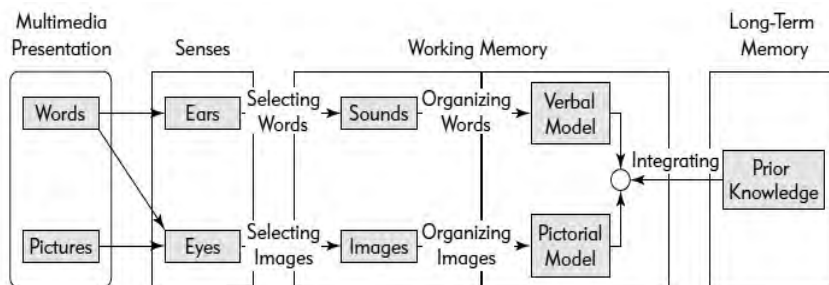 Multimedia
Presentation
Senses
Working Memory
Long-Term
Memory
Words
Ears
Selecting
Words
Sounds
Organizing
Words
Verbal
Model
Integrating
Prior
Knowledge
Pictures
Eyes
Selecting
Images
Images
Organizing
Images
Pictorial
Model